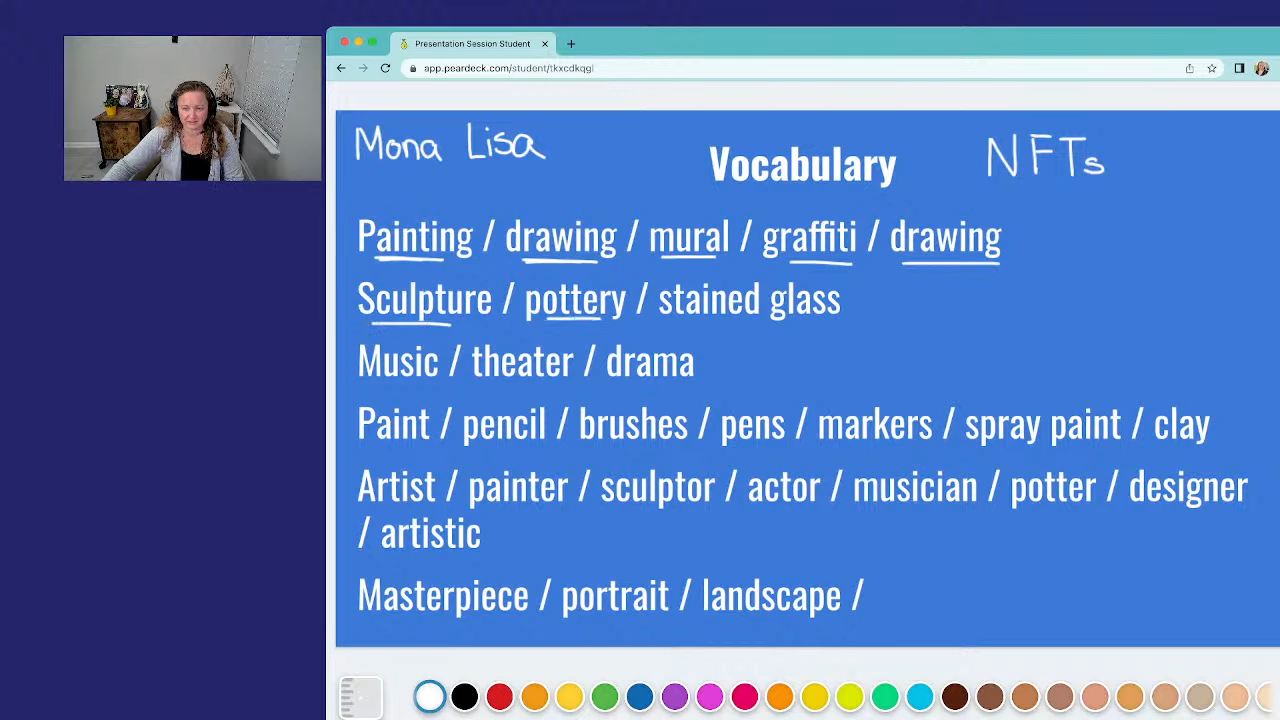 Presentation Session Student
app.peardeck.com/student/tkxcdkqgl
Mona Lisa
Vocabulary
NFTs
Painting / drawing / mural / graffiti / drawing
Sculpture / pottery / stained glass
Music / theater / drama
Paint / pencil / brushes / pens / markers / spray paint / clay
Artist / painter / sculptor / actor / musician / potter / designer
/ artistic
Masterpiece / portrait / landscape /